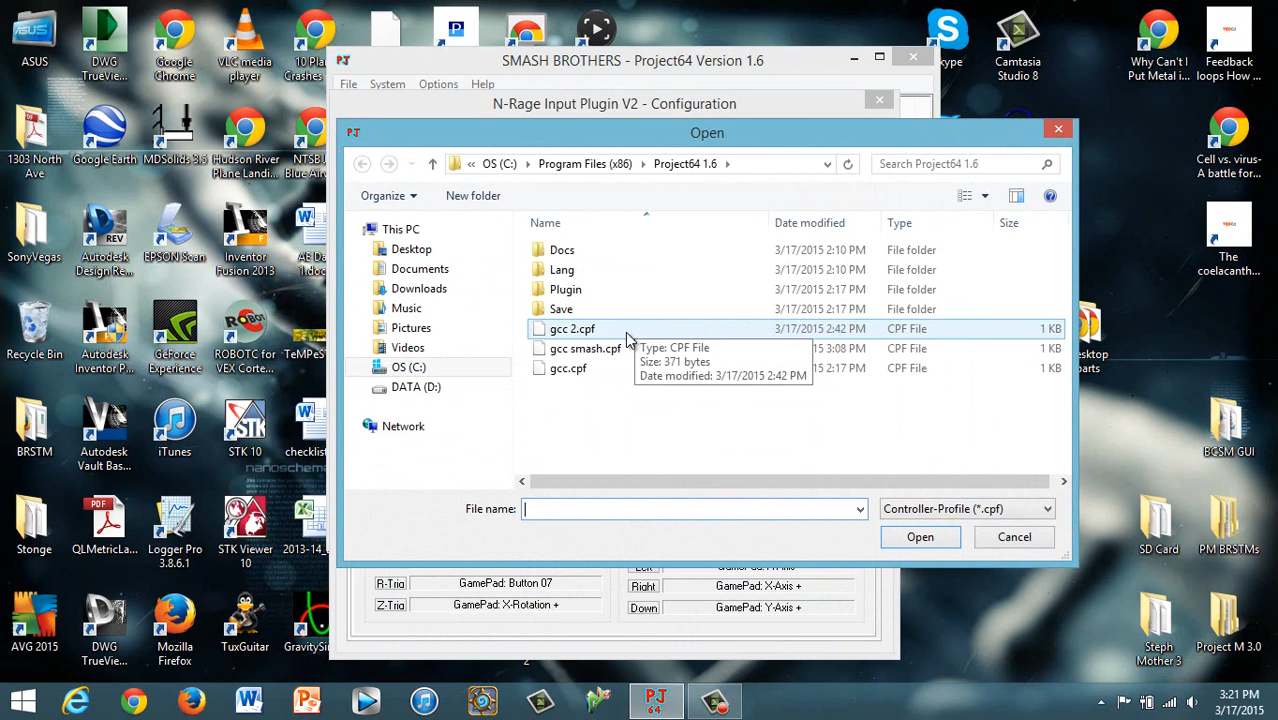 ASUS
DWG TrueView...
Google Chrome
VLC media player
10 Plan Crashes
Skype
Camtasia Studio 8
Why Can't I Put Metal i...
Feedback loops How ...
SMASH BROTHERS - Project64 Version 1.6
File System Options Help
N-Rage Input Plugin V2 - Configuration
Open
OS (C:) Program Files (x86) Project64 1.6
Search Project64 1.6
Organize
New folder
Name Date modified Type Size
This PC
Desktop
Documents
Downloads
Music
Pictures
Videos
OS (C:)
DATA (D:)
Network
Docs 3/17/2015 2:10 PM File folder
Lang 3/17/2015 2:10 PM File folder
Plugin 3/17/2015 2:17 PM File folder
Save 3/17/2015 2:17 PM File folder
gcc 2.cpf 3/17/2015 2:42 PM CPF File 1 KB
gcc smash.cpf 15 3:08 PM CPF File 1 KB
gcc.cpf 15 2:17 PM CPF File 1 KB
Type: CPF File
Size: 371 bytes
Date modified: 3/17/2015 2:42 PM
File name:
Controller-Profile (*.cpf)
Open
Cancel
R-Trig GamePad: Button 07
Z-Trig GamePad: X-Rotation +
Right GamePad: X-Axis +
Down GamePad: Y-Axis +
2
1303 North Ave
Google Earth
MDSolids 3.5
Hudson River Plane Landi...
NTSB Blue Air
Cell vs. virus- A battle for...
SonyVegas
Autodesk Design Re...
EPSON Scan
Inventor Fusion 2013
AE Da
1.docx
The coelacanth...
Recycle Bin
Autodesk Inventor P...
GeForce Experience
ROBOTC for VEX Corte...
TeMPeSt
Desktop pictures
BRSTM
Autodesk Vault Bas...
iTunes
STK 10
checklist
nanoschema
BCSM GUI
Stonge
QLMetricLa...
Logger Pro 3.8.6.1
STK Viewer 10
2013-14_
SD Card
PM BRSTMs
AVG 2015
DWG TrueVie...
Mozilla Firefox
TuxGuitar
GravitySim
Steph Mother 3
Project M 3.0
3:21 PM
3/17/2015